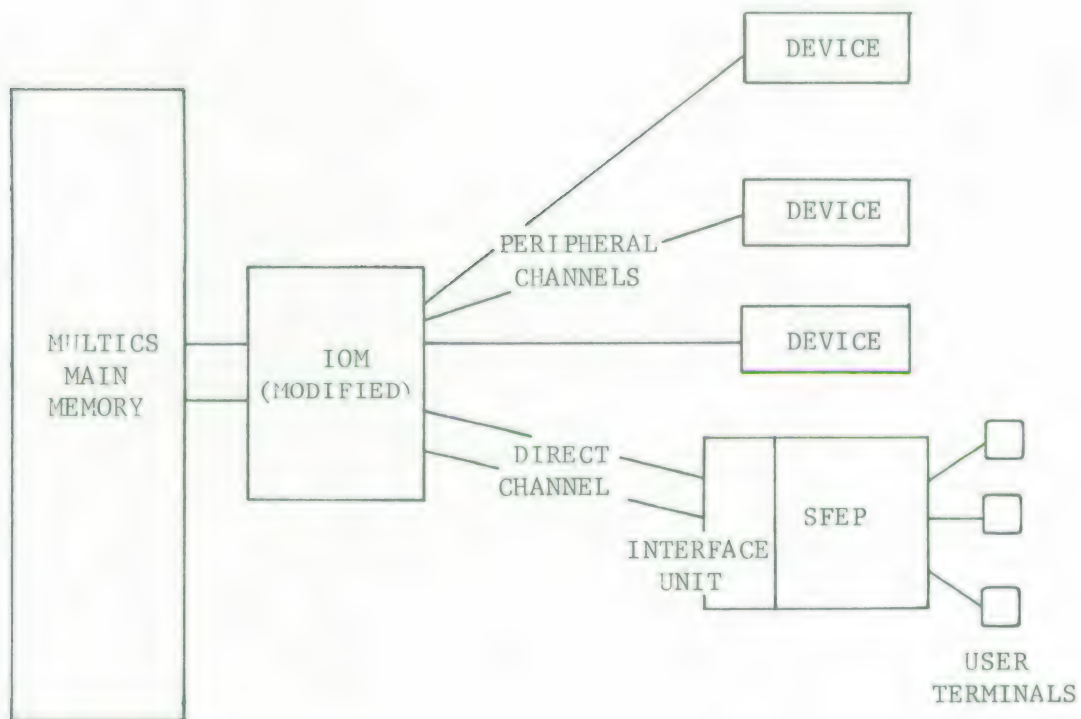 DEVICE
DEVICE
PERIPHERAL
CHANNELS
DEVICE
MULTICS
MAIN
MEMORY
IOM
(MODIFIED)
DIRECT
CHANNEL
SFEP
INTERFACE
UNIT
USER
TERMINALS